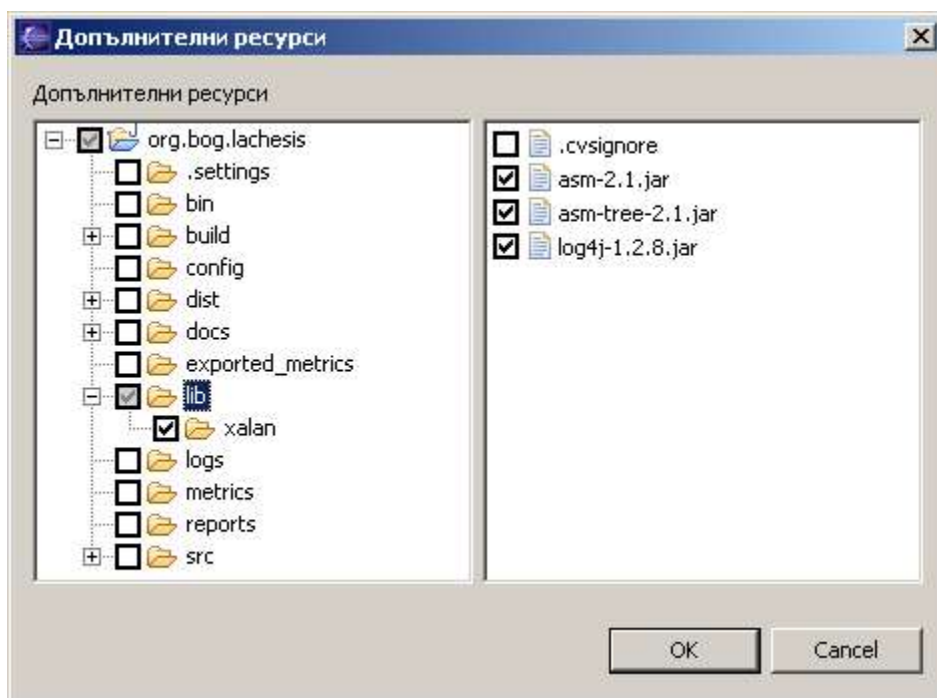 Допълнителни ресурси
Допълнителни ресурси
org.bog.lachesis
.settings
bin
build
config
dist
docs
exported_metrics
lib
xalan
logs
metrics
reports
src
.cvsignore
asm-2.1.jar
asm-tree-2.1.jar
log4j-1.2.8.jar
OK
Cancel